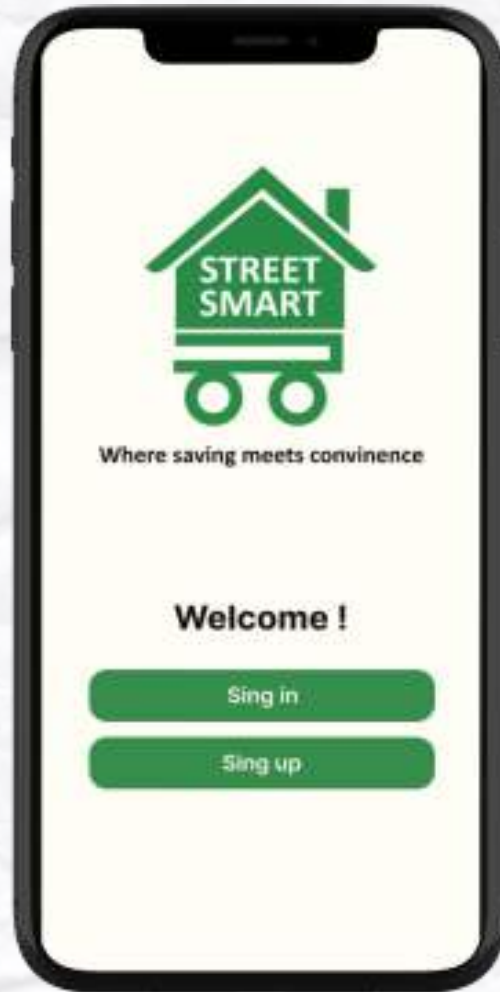 STREET
SMART
Where saving meets convinence
Welcome !
Sing in
Sing up